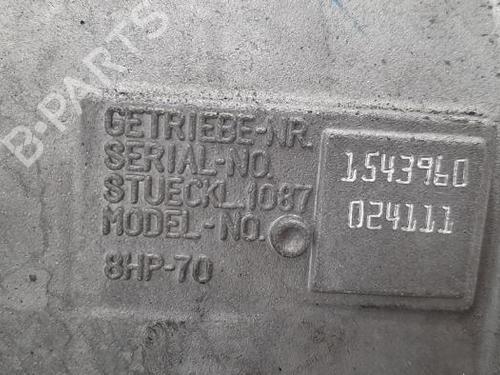 B-PARTS
GETRIEBE-NR.
SERIAL-NO. 1543960
STUECKL. 1087 024111
MODEL-NO.
8HP-70